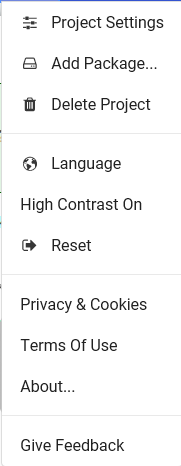 Project Settings
Add Package...
Delete Project
Language
High Contrast On
Reset
Privacy & Cookies
Terms Of Use
About...
Give Feedback